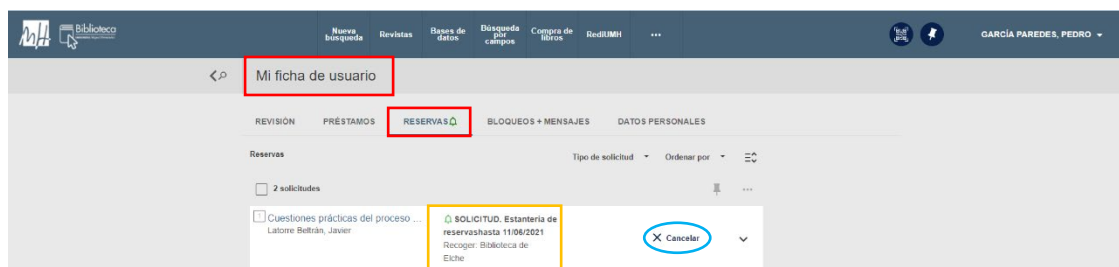 Biblioteca
Nueva búsqueda
Revistas
Bases de datos
Búsqueda por campos
Compra de libros
RediUMH
...
GARCÍA PAREDES, PEDRO
Mi ficha de usuario
REVISIÓN
PRÉSTAMOS
RESERVAS
BLOQUEOS + MENSAJES
DATOS PERSONALES
Reservas
Tipo de solicitud
Ordenar por
2 solicitudes
...
Cuestiones prácticas del proceso ...
Latorre Beltrán, Javier
SOLICITUD. Estantería de
reservashasta 11/06/2021
Recoger: Biblioteca de
Elche
Cancelar